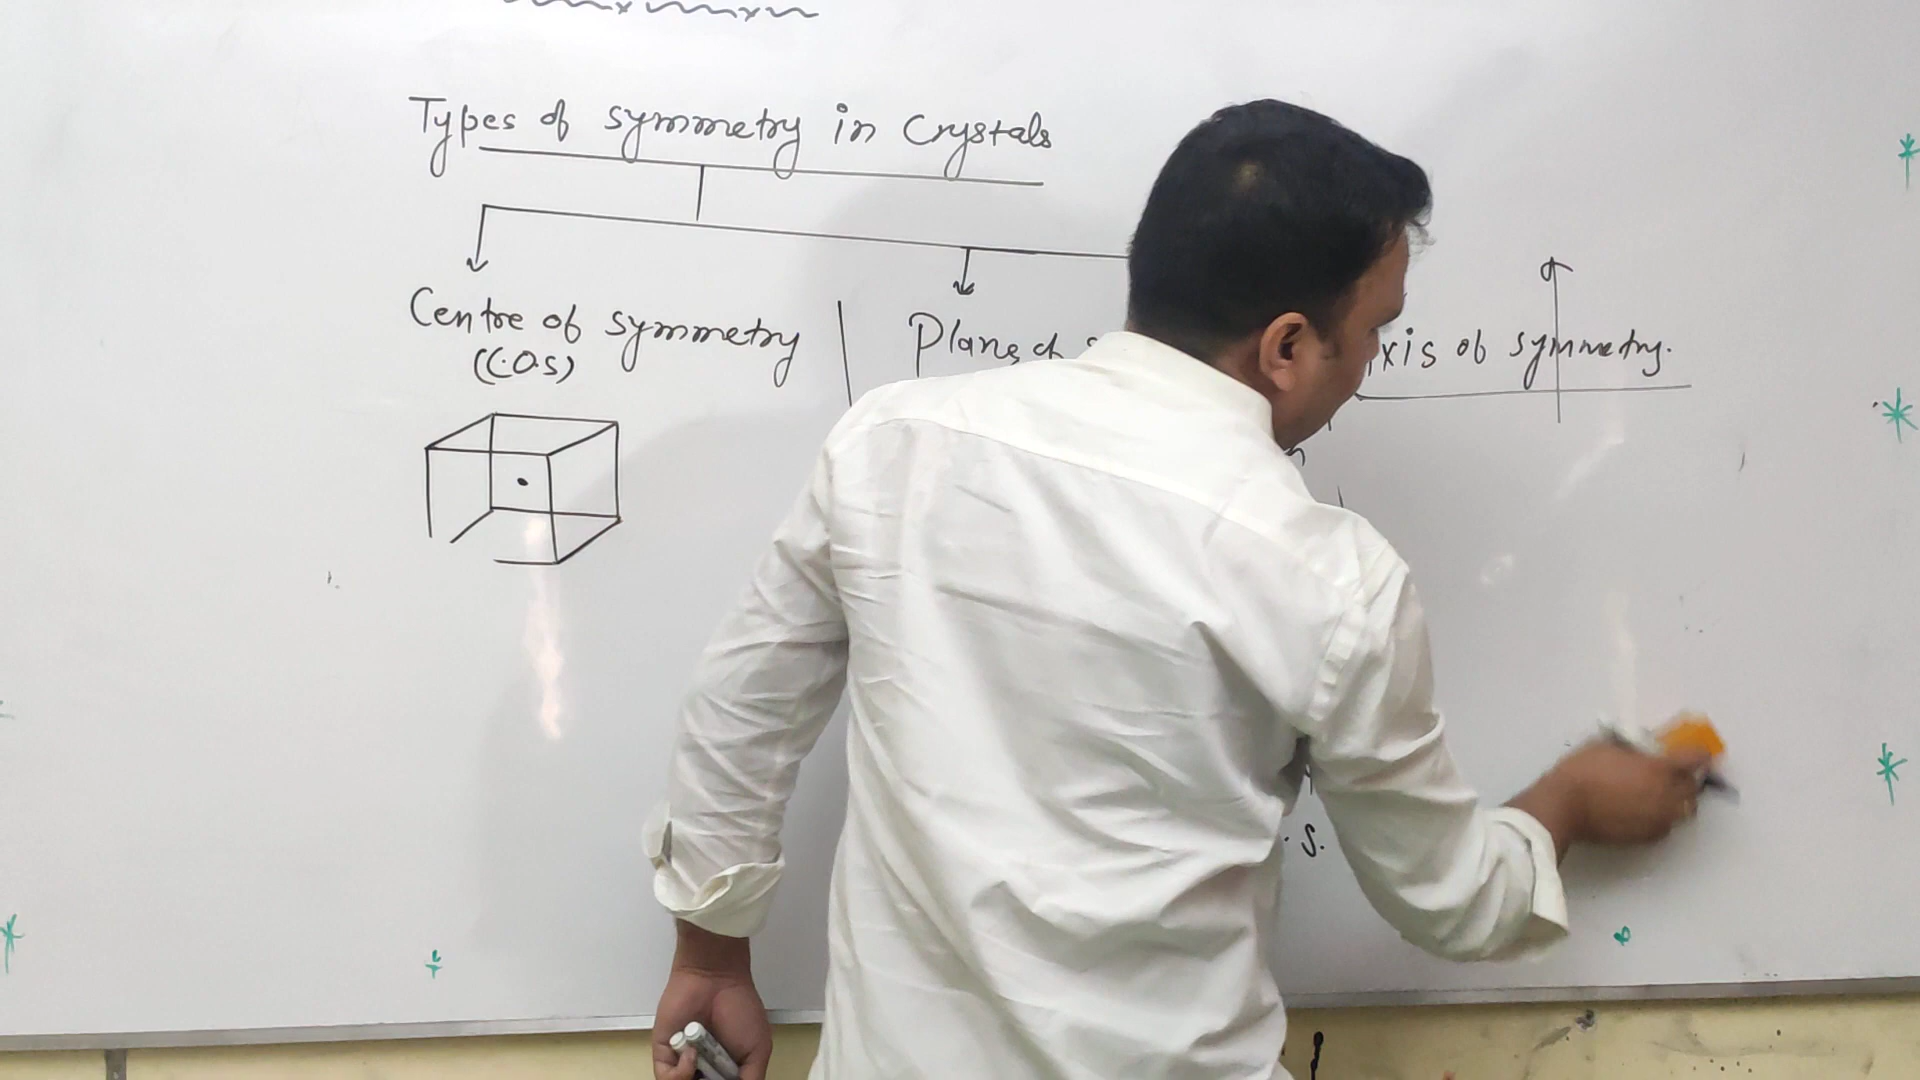 Types of symmetry in Crystals
Centre of symmetry
(C.O.S)
Plane of
xis of symmetry.
. S.